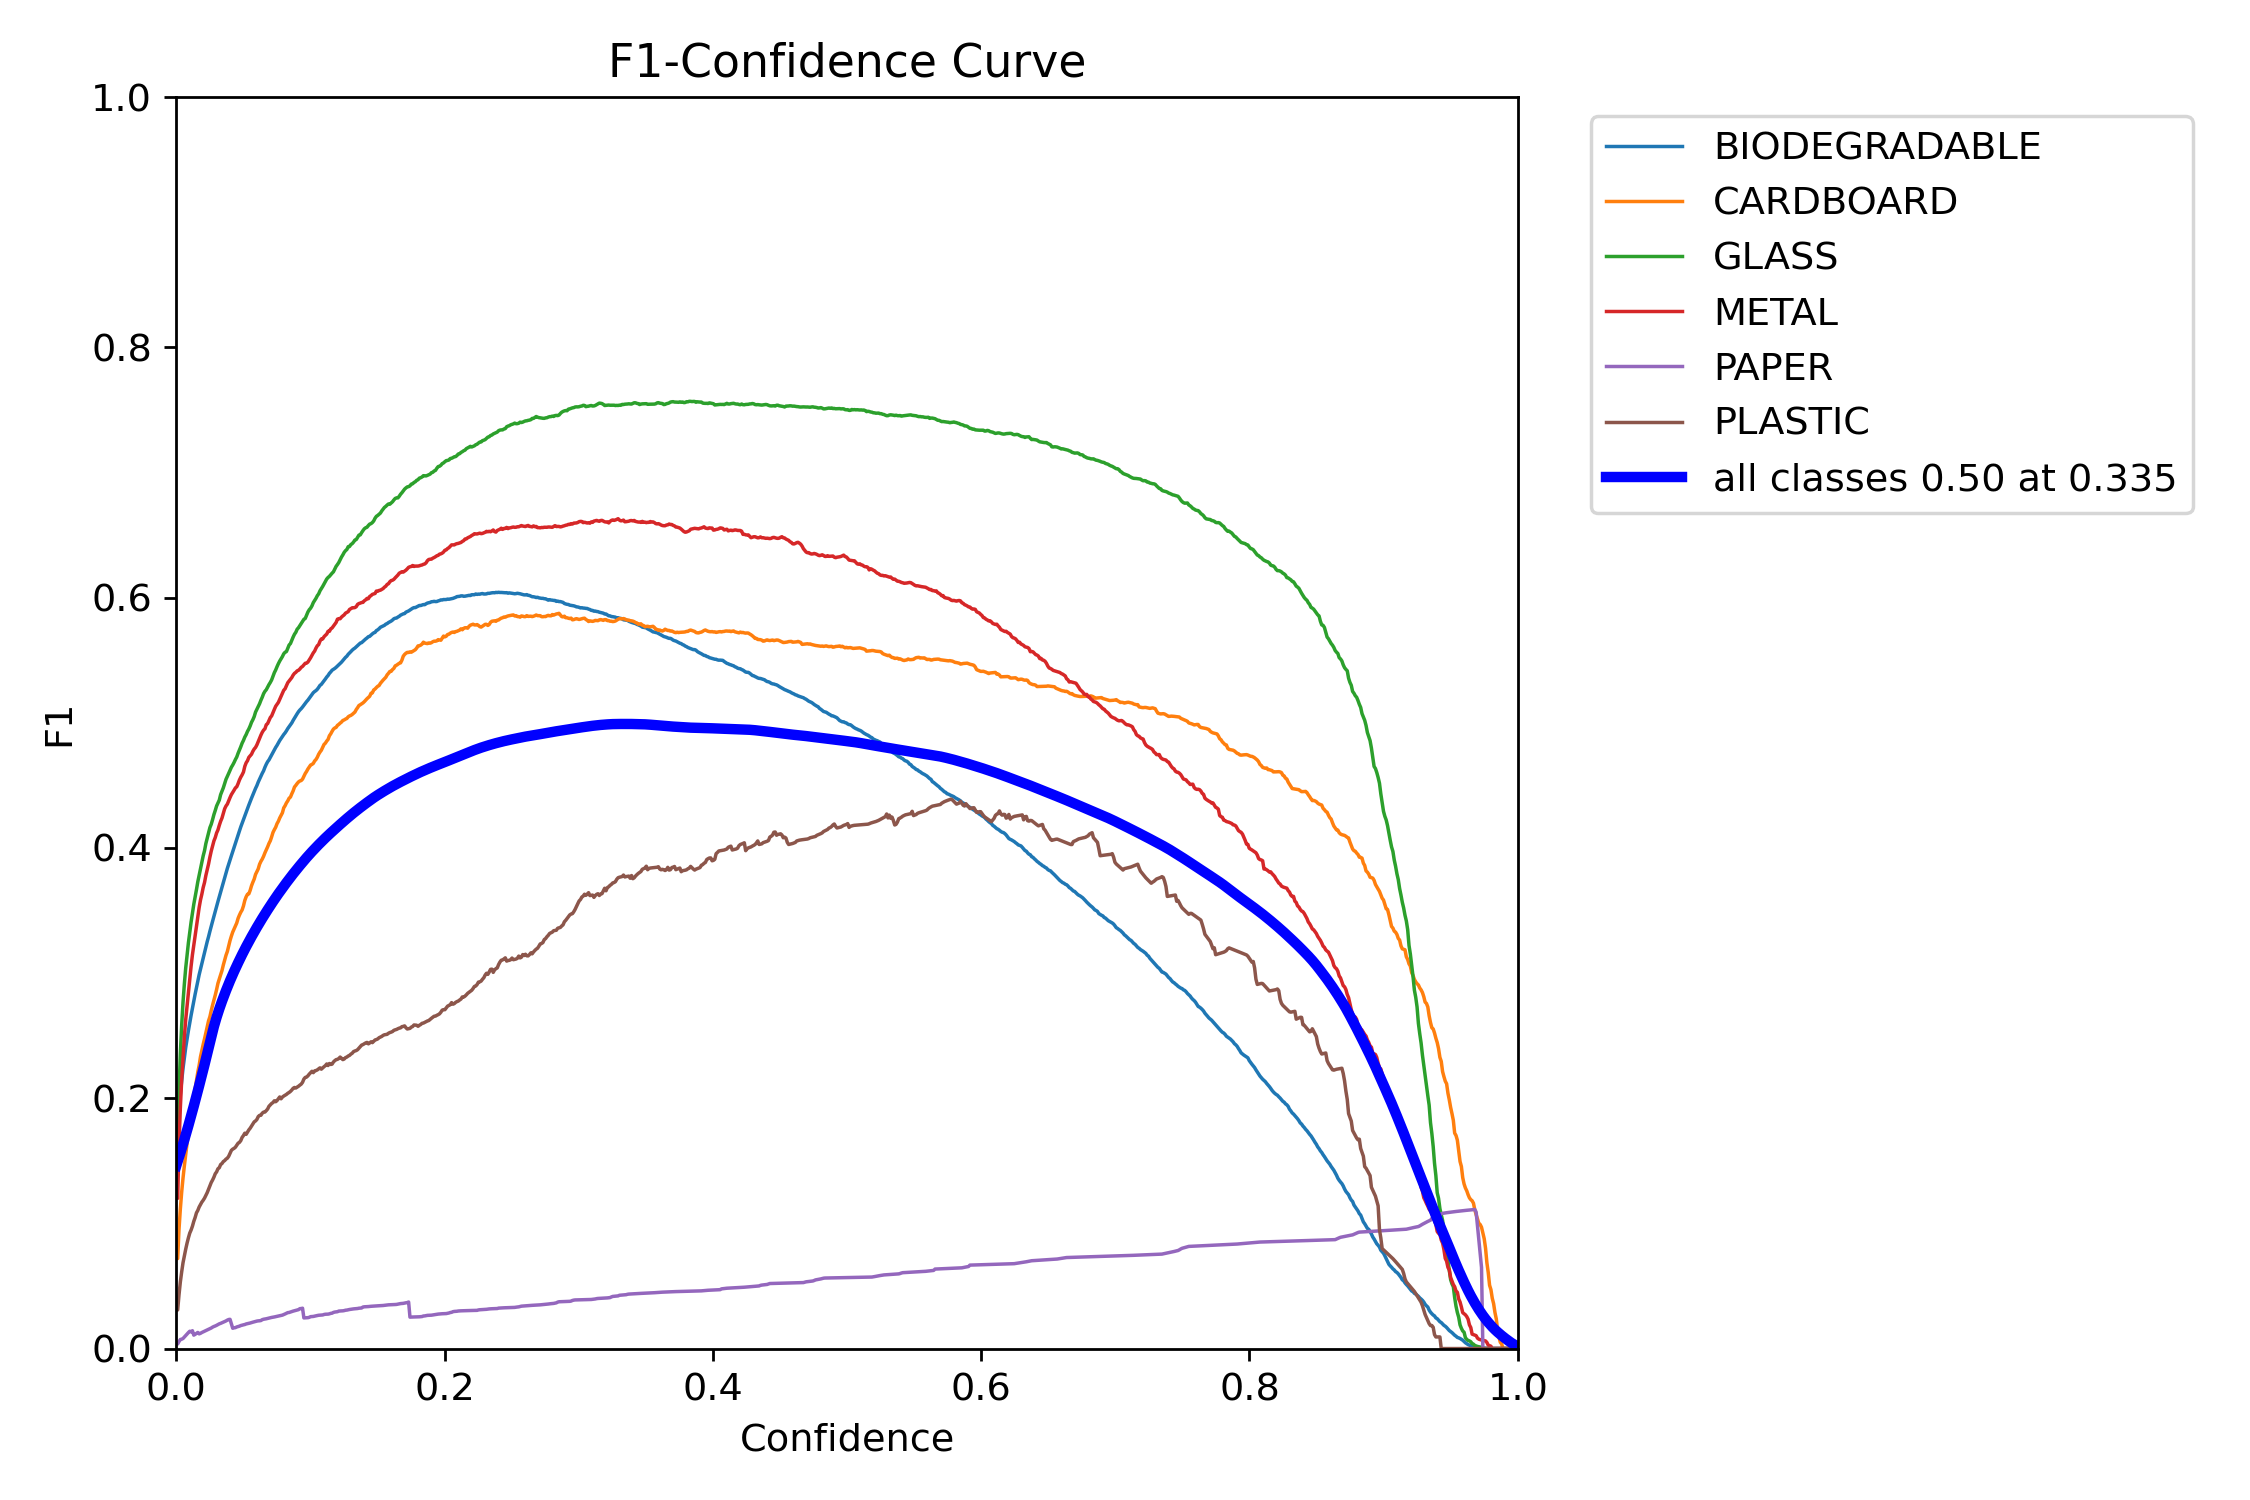 F1-Confidence Curve
1.0
0.8
0.6
0.4
0.2
0.0
F1
0.0 0.2 0.4 0.6 0.8 1.0
Confidence
BIODEGRADABLE
CARDBOARD
GLASS
METAL
PAPER
PLASTIC
all classes 0.50 at 0.335